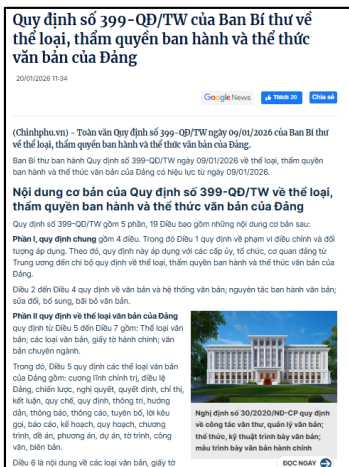 Quy định số 399-QĐ/TW của Ban Bí thư về
thể loại, thẩm quyền ban hành và thể thức
văn bản của Đảng
20/01/2026 11:34
Google News
Thích 20
Chia sẻ
(Chinhphu.vn) - Toàn văn Quy định số 399-QĐ/TW ngày 09/01/2026 của Ban Bí thư
về thể loại, thẩm quyền ban hành và thể thức văn bản của Đảng.
Ban Bí thư ban hành Quy định số 399-QĐ/TW ngày 09/01/2026 về thể loại, thẩm quyền
ban hành và thể thức văn bản của Đảng có hiệu lực từ ngày 09/01/2026.
Nội dung cơ bản của Quy định số 399-QĐ/TW về thể loại,
thẩm quyền ban hành và thể thức văn bản của Đảng
Quy định số 399-QĐ/TW gồm 5 phần, 19 Điều bao gồm những nội dung cơ bản sau:
Phần I, quy định chung gồm 4 điều. Trong đó Điều 1 quy định về phạm vi điều chỉnh và đối
tượng áp dụng. Theo đó, quy định này áp dụng với các cấp ủy, tổ chức, cơ quan đảng từ
Trung ương đến chi bộ quy định về thể loại, thẩm quyền ban hành và thể thức văn bản của
Đảng.
Điều 2 đến Điều 4 quy định về văn bản và hệ thống văn bản; nguyên tắc ban hành văn bản;
sửa đổi, bổ sung, bãi bỏ văn bản.
Phần II quy định về thể loại văn bản của Đảng
quy định từ Điều 5 đến Điều 7 gồm: Thể loại văn
bản; các loại văn bản, giấy tờ hành chính; văn
bản chuyên ngành.
Trong đó, Điều 5 quy định các thể loại văn bản
của Đảng gồm: cương lĩnh chính trị, điều lệ
Đảng, chiến lược, nghị quyết, quyết định, chỉ thị,
kết luận, quy chế, quy định, thông tri, hướng
dẫn, thông báo, thông cáo, tuyên bố, lời kêu
gọi, báo cáo, kế hoạch, quy hoạch, chương
trình, đề án, phương án, dự án, tờ trình, công
văn, biên bản.
Điều 6 là nội dung về các loại văn bản, giấy tờ
Nghị định số 30/2020/NĐ-CP quy định
về công tác văn thư, quản lý văn bản;
thể thức, kỹ thuật trình bày văn bản;
mẫu trình bày văn bản hành chính
ĐỌC NGAY